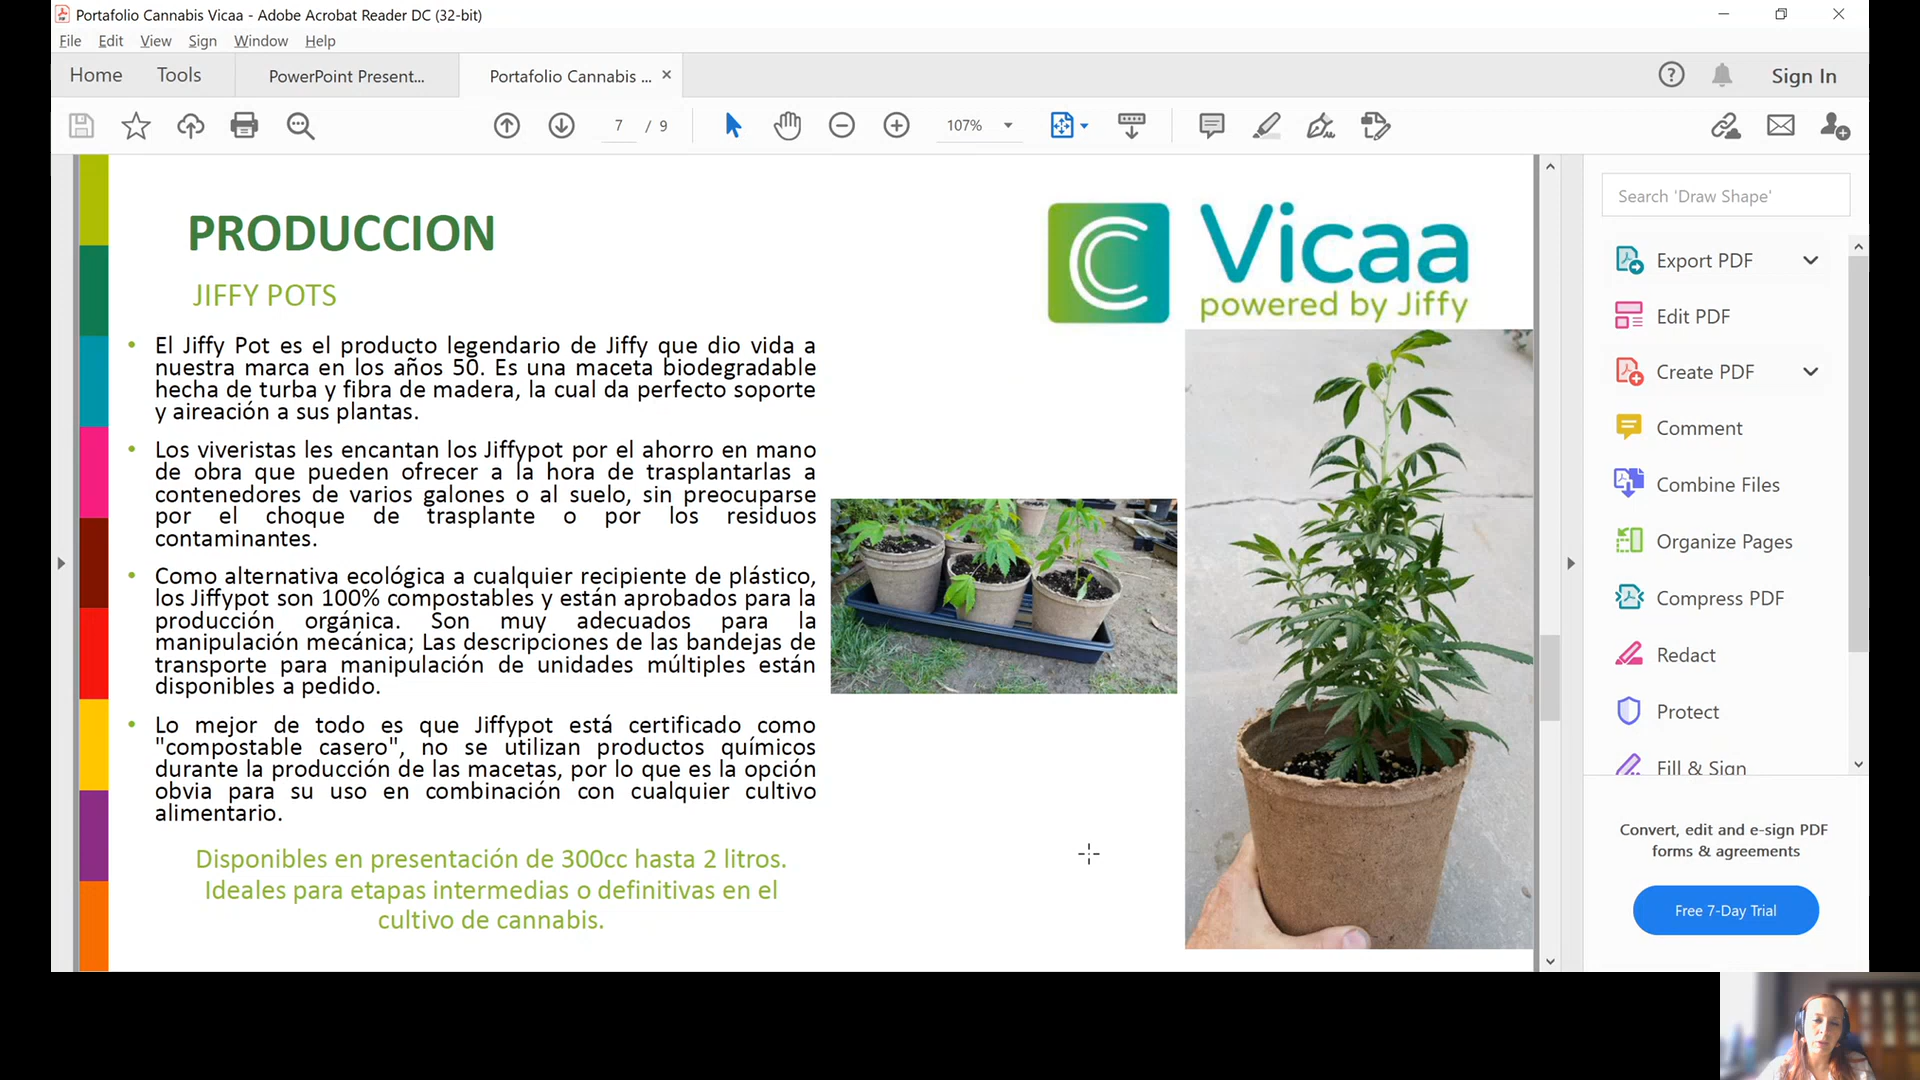 Portafolio Cannabis Vicaa - Adobe Acrobat Reader DC (32-bit)
File Edit View Sign Window Help
Home Tools PowerPoint Present... Portafolio Cannabis ... Sign In
7 / 9 107%
PRODUCCION
JIFFY POTS
Vicaa
powered by Jiffy
• El Jiffy Pot es el producto legendario de Jiffy que dio vida a
nuestra marca en los años 50. Es una maceta biodegradable
hecha de turba y fibra de madera, la cual da perfecto soporte
y aireación a sus plantas.
• Los viveristas les encantan los Jiffypot por el ahorro en mano
de obra que pueden ofrecer a la hora de trasplantarlas a
contenedores de varios galones o al suelo, sin preocuparse
por el choque de trasplante o por los residuos
contaminantes.
• Como alternativa ecológica a cualquier recipiente de plástico,
los Jiffypot son 100% compostables y están aprobados para la
producción orgánica. Son muy adecuados para la
manipulación mecánica; Las descripciones de las bandejas de
transporte para manipulación de unidades múltiples están
disponibles a pedido.
• Lo mejor de todo es que Jiffypot está certificado como
"compostable casero", no se utilizan productos químicos
durante la producción de las macetas, por lo que es la opción
obvia para su uso en combinación con cualquier cultivo
alimentario.
Disponibles en presentación de 300cc hasta 2 litros.
Ideales para etapas intermedias o definitivas en el
cultivo de cannabis.
Search 'Draw Shape'
Export PDF
Edit PDF
Create PDF
Comment
Combine Files
Organize Pages
Compress PDF
Redact
Protect
Fill & Sign
Convert, edit and e-sign PDF
forms & agreements
Free 7-Day Trial